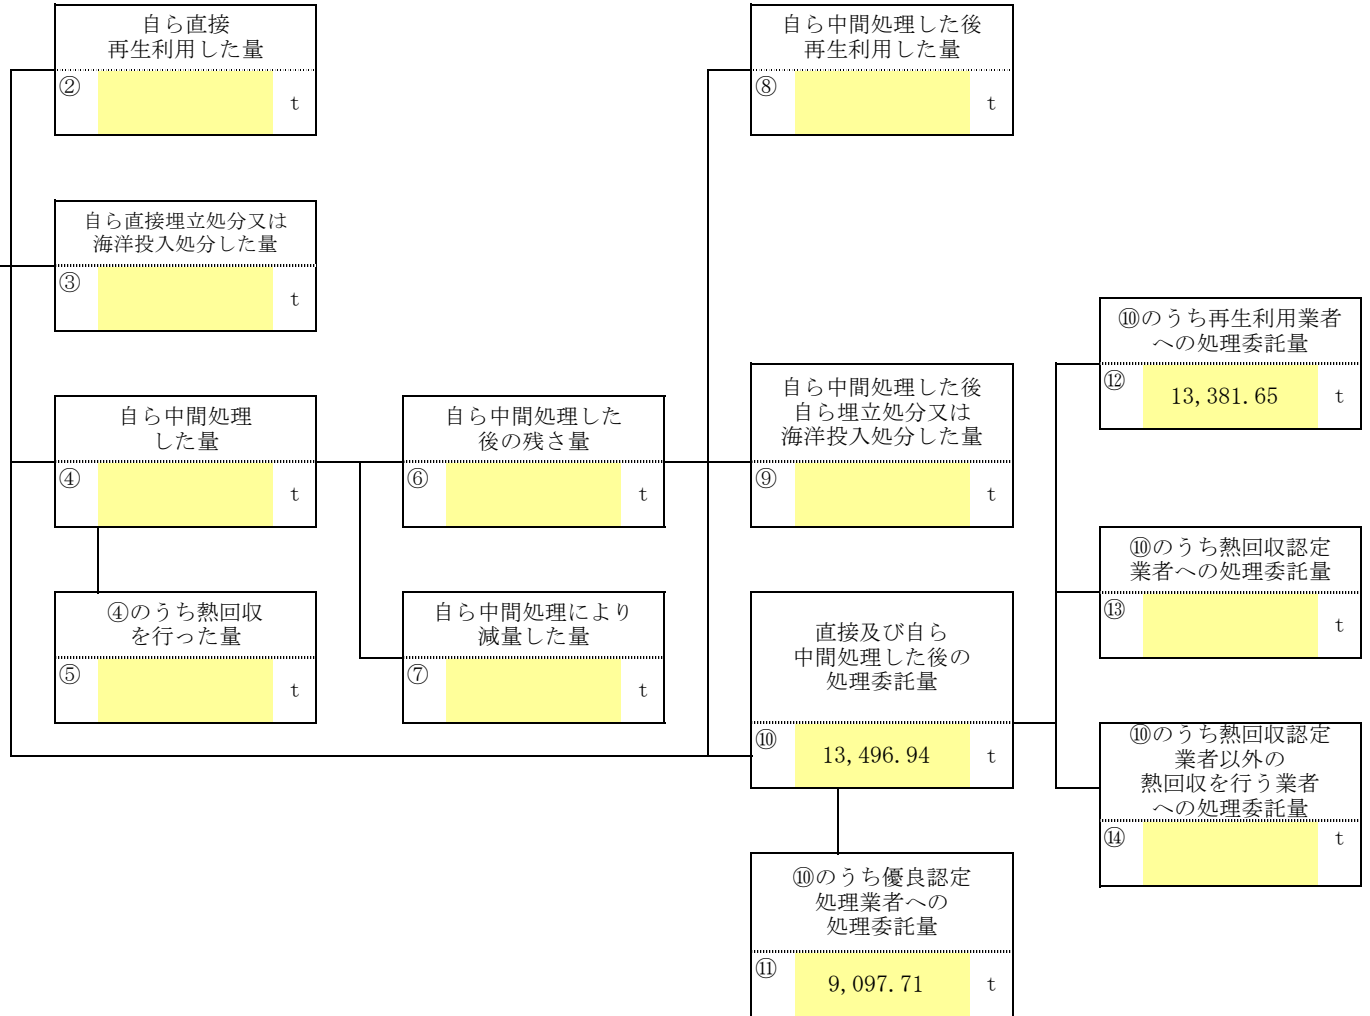 自ら直接
再生利用した量
②
t
自ら中間処理した後
再生利用した量
⑧
t
自ら直接埋立処分又は
海洋投入処分した量
③
t
⑩のうち再生利用業者
への処理委託量
⑫
13,381.65
t
自ら中間処理
した量
④
t
自ら中間処理した
後の残さ量
⑥
t
自ら中間処理した後
自ら埋立処分又は
海洋投入処分した量
⑨
t
⑩のうち熱回収認定
業者への処理委託量
⑬
t
④のうち熱回収
を行った量
⑤
t
自ら中間処理により
減量した量
⑦
t
直接及び自ら
中間処理した後の
処理委託量
⑩
13,496.94
t
⑩のうち熱回収認定
業者以外の
熱回収を行う業者
への処理委託量
⑭
t
⑩のうち優良認定
処理業者への
処理委託量
⑪
9,097.71
t